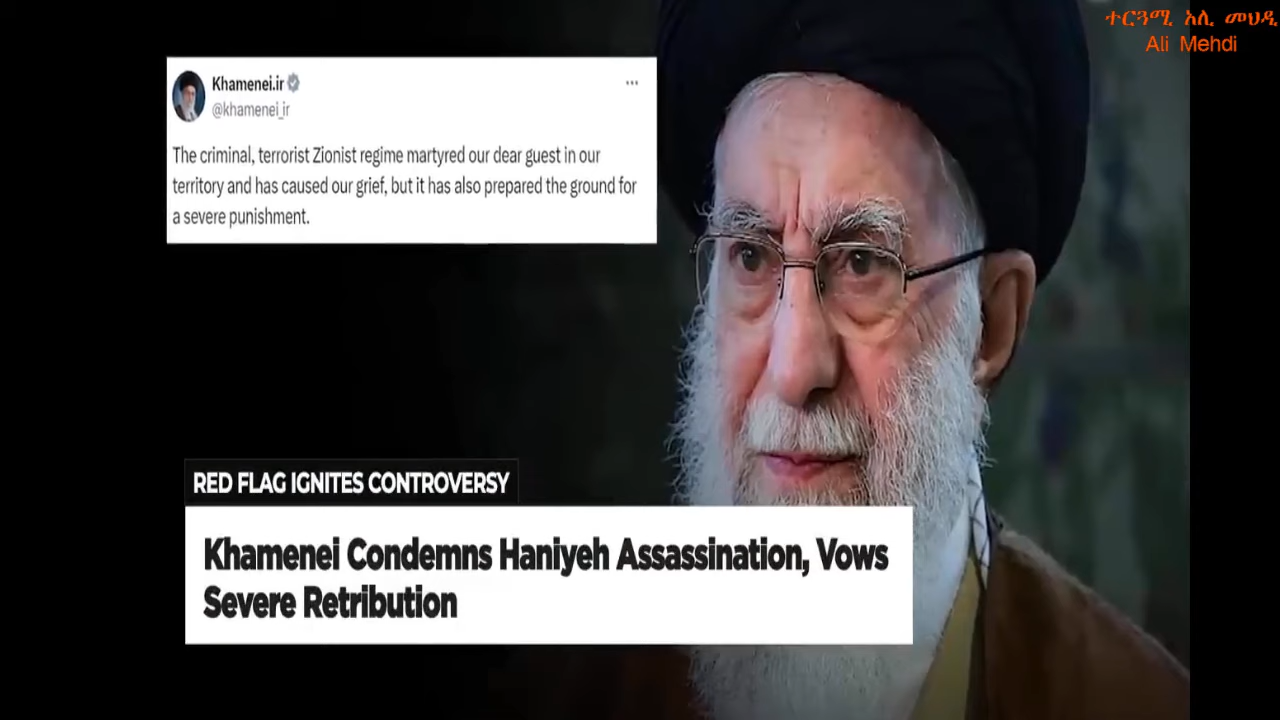 ተርጓሚ አሊ መህዲ
Ali Mehdi
Khamenei.ir
@khamenei_ir
The criminal, terrorist Zionist regime martyred our dear guest in our
territory and has caused our grief, but it has also prepared the ground for
a severe punishment.
RED FLAG IGNITES CONTROVERSY
Khamenei Condemns Haniyeh Assassination, Vows
Severe Retribution